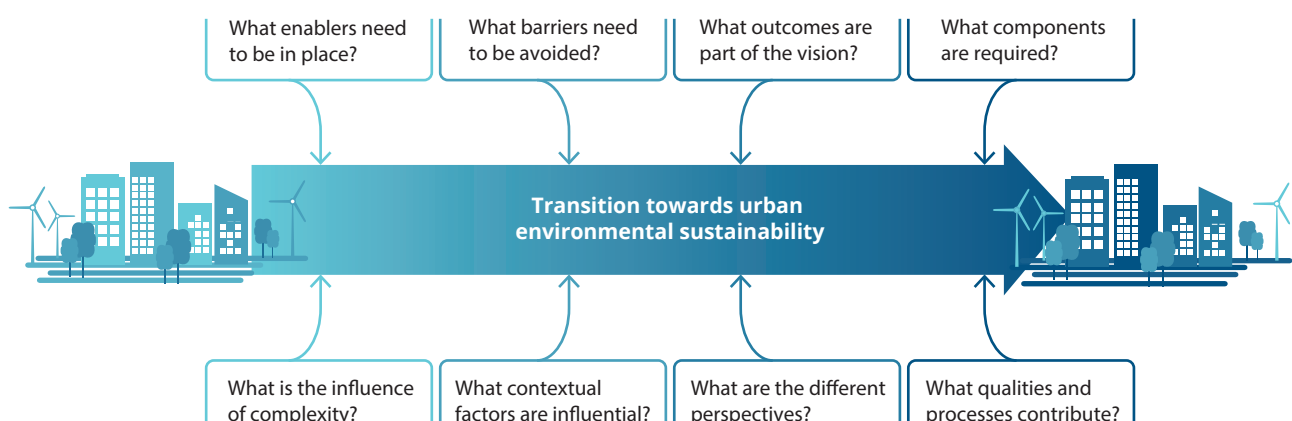 What enablers need
to be in place?
What barriers need
to be avoided?
What outcomes are
part of the vision?
What components
are required?
Transition towards urban
environmental sustainability
What is the influence
of complexity?
What contextual
factors are influential?
What are the different
perspectives?
What qualities and
processes contribute?